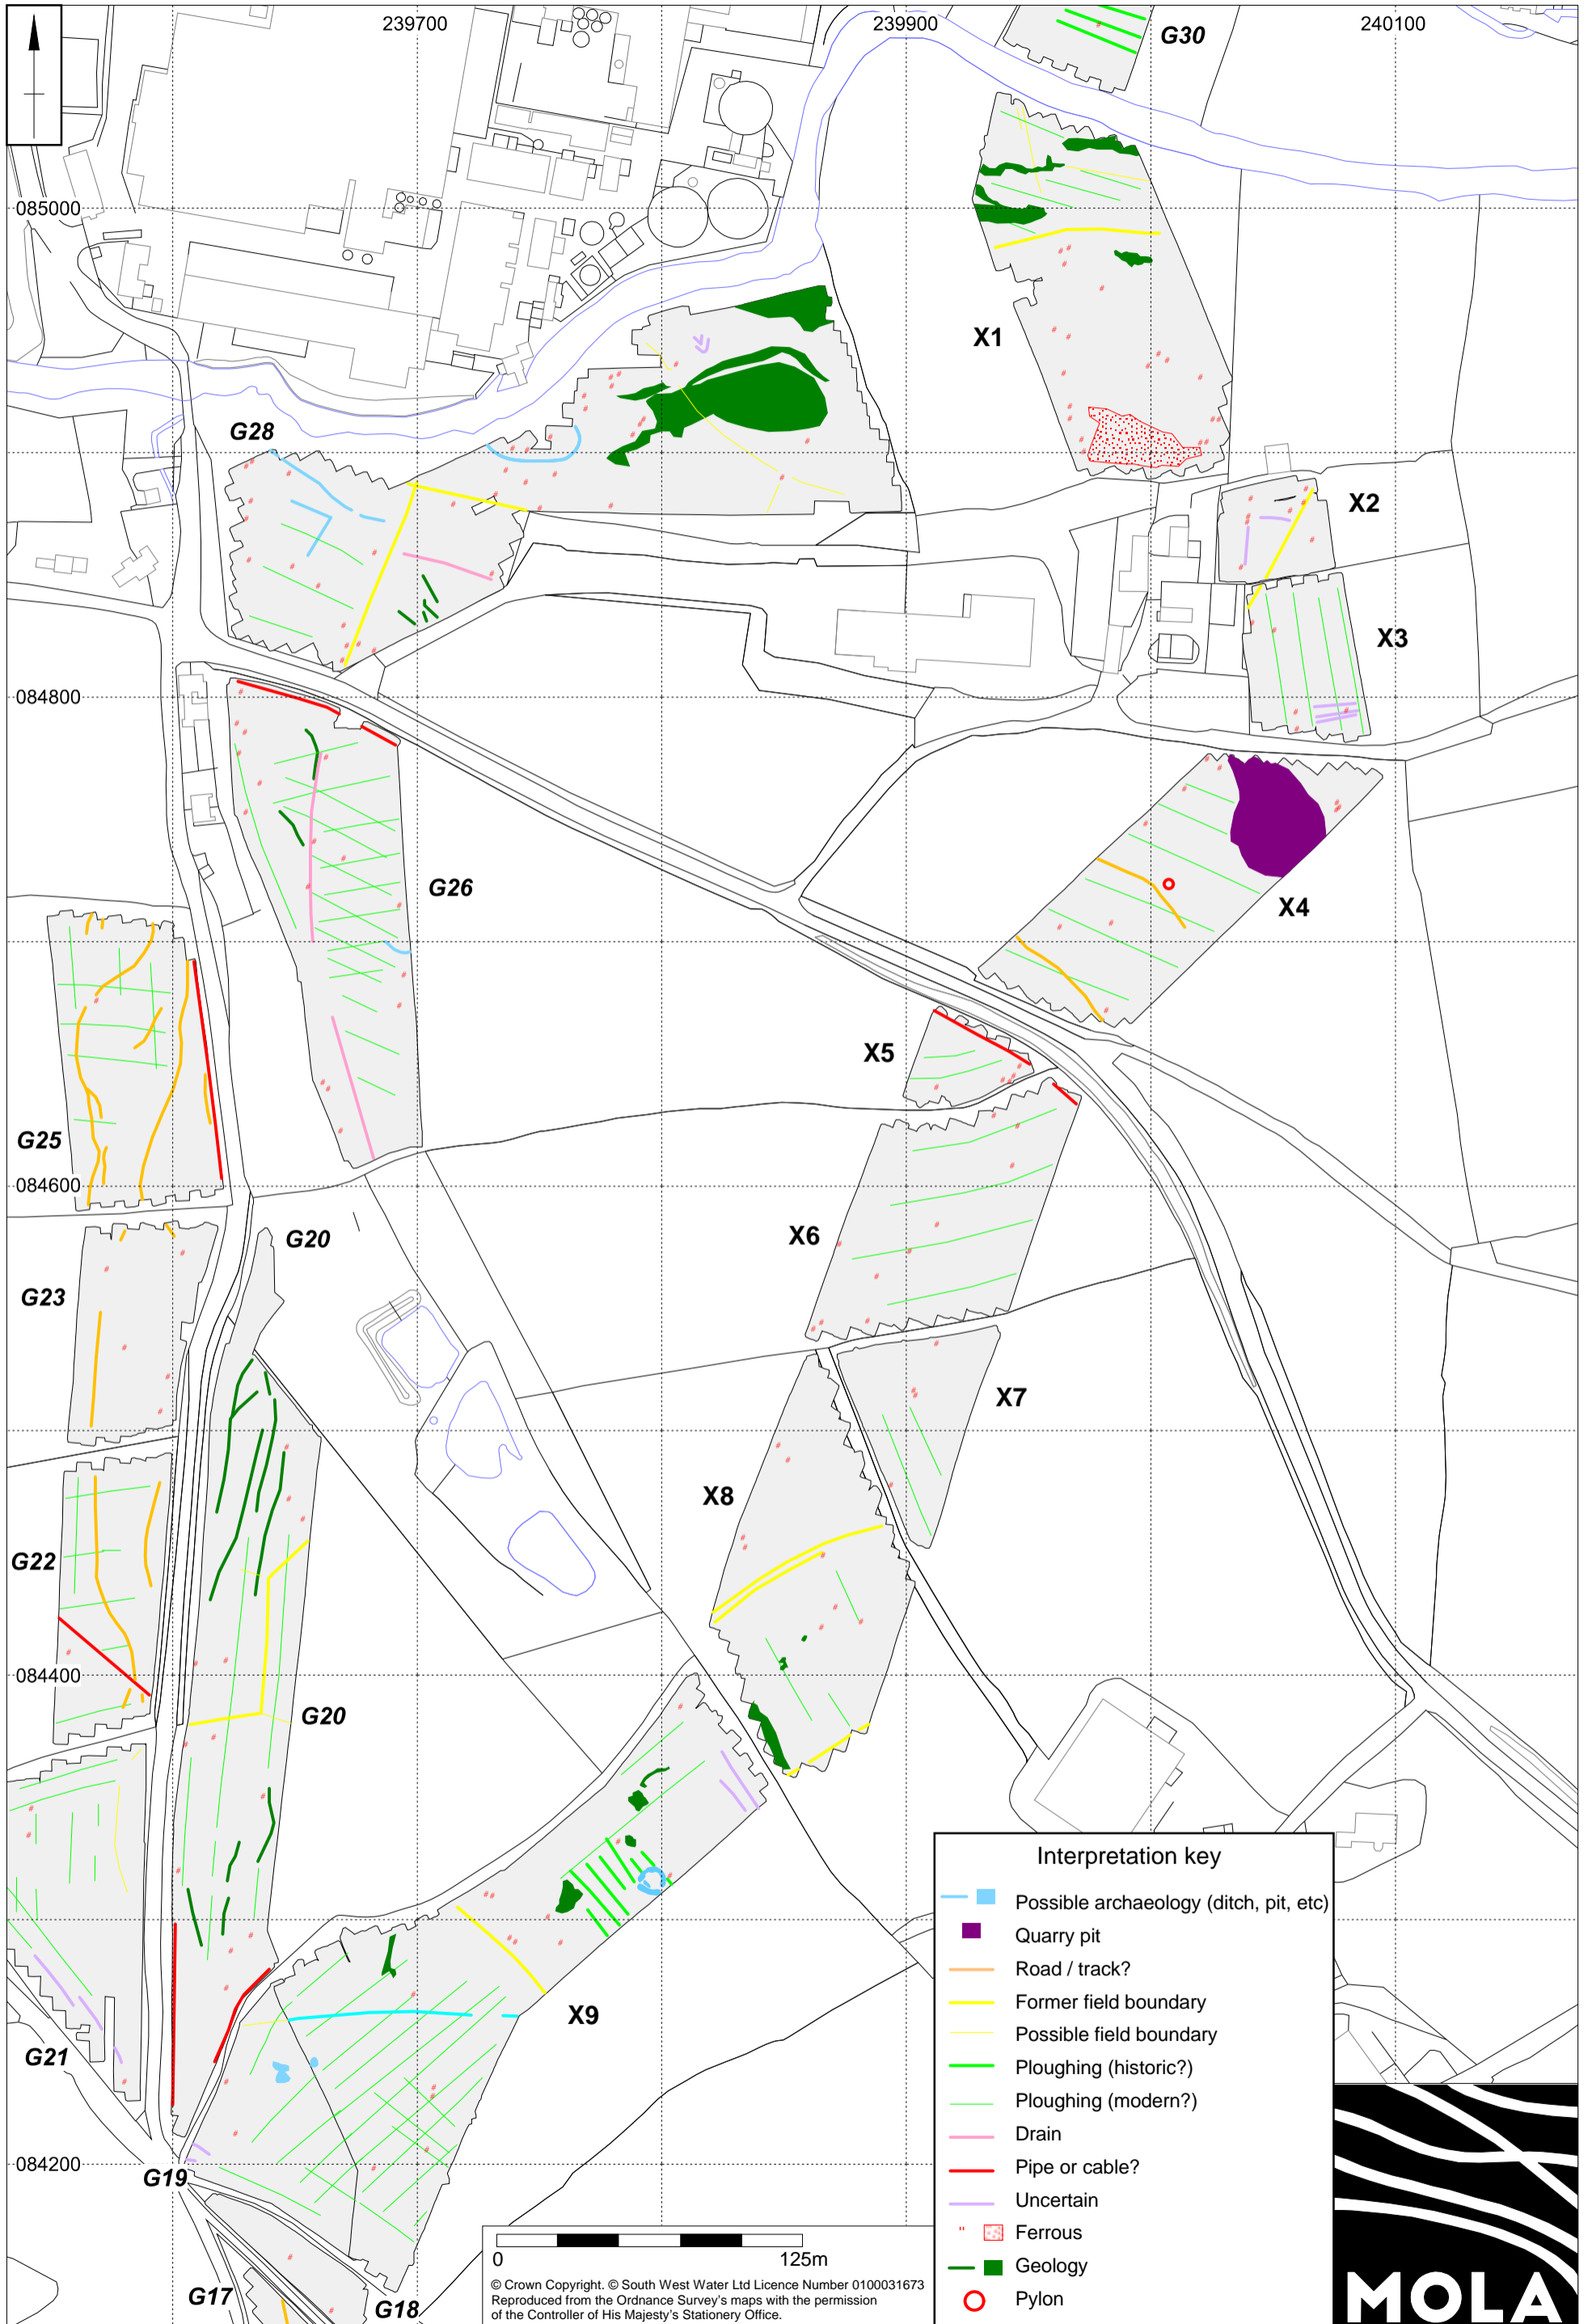 239700
239900
240100
G30
085000
X1
G28
X2
X3
084800
G26
X4
X5
G25
084600
G20
X6
G23
X7
X8
G22
084400
G20
Interpretation key
Possible archaeology (ditch, pit, etc)
Quarry pit
Road / track?
Former field boundary
Possible field boundary
Ploughing (historic?)
Ploughing (modern?)
Drain
Pipe or cable?
Uncertain
Ferrous
Geology
Pylon
X9
G21
084200
G19
G17
G18
0 125m
© Crown Copyright. © South West Water Ltd Licence Number 0100031673
Reproduced from the Ordnance Survey's maps with the permission
of the Controller of His Majesty's Stationery Office.
MOLA